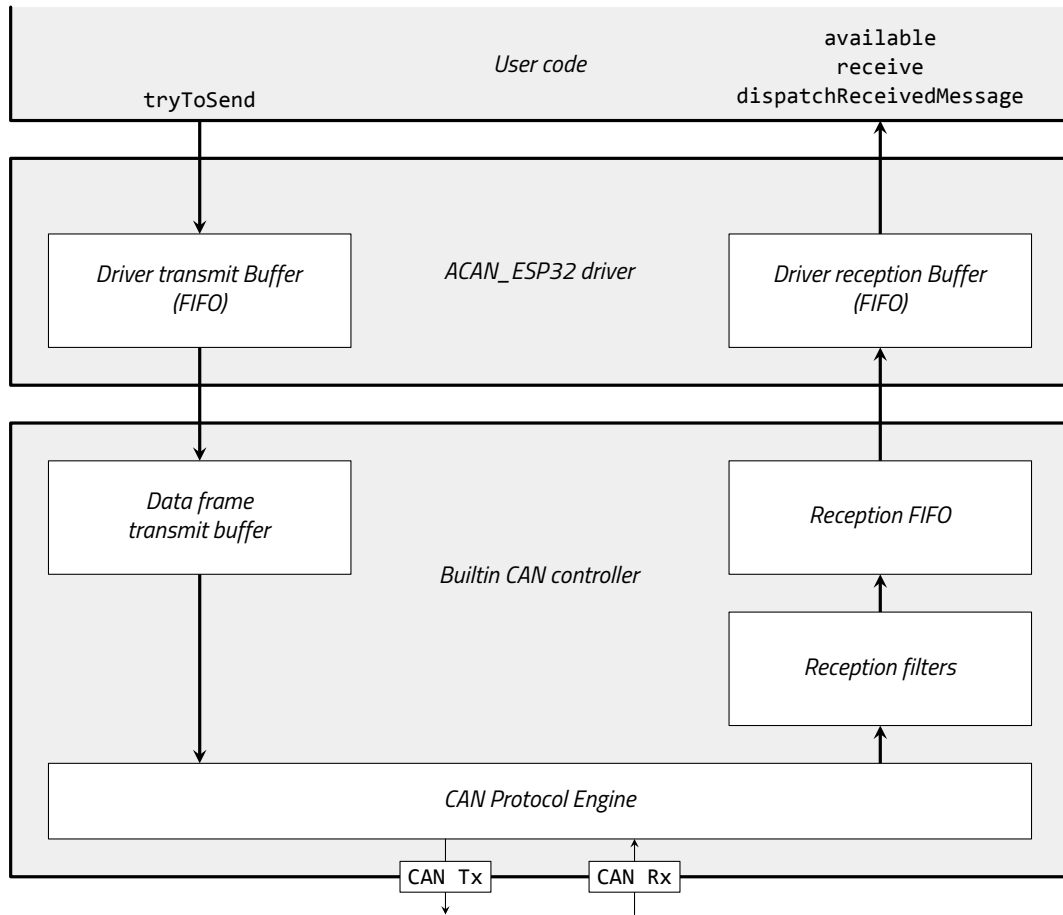 User code
available
receive
dispatchReceivedMessage
tryToSend
Driver transmit Buffer
(FIFO)
ACAN_ESP32 driver
Driver reception Buffer
(FIFO)
Data frame
transmit buffer
Reception FIFO
Builtin CAN controller
Reception filters
CAN Protocol Engine
CAN Tx
CAN Rx